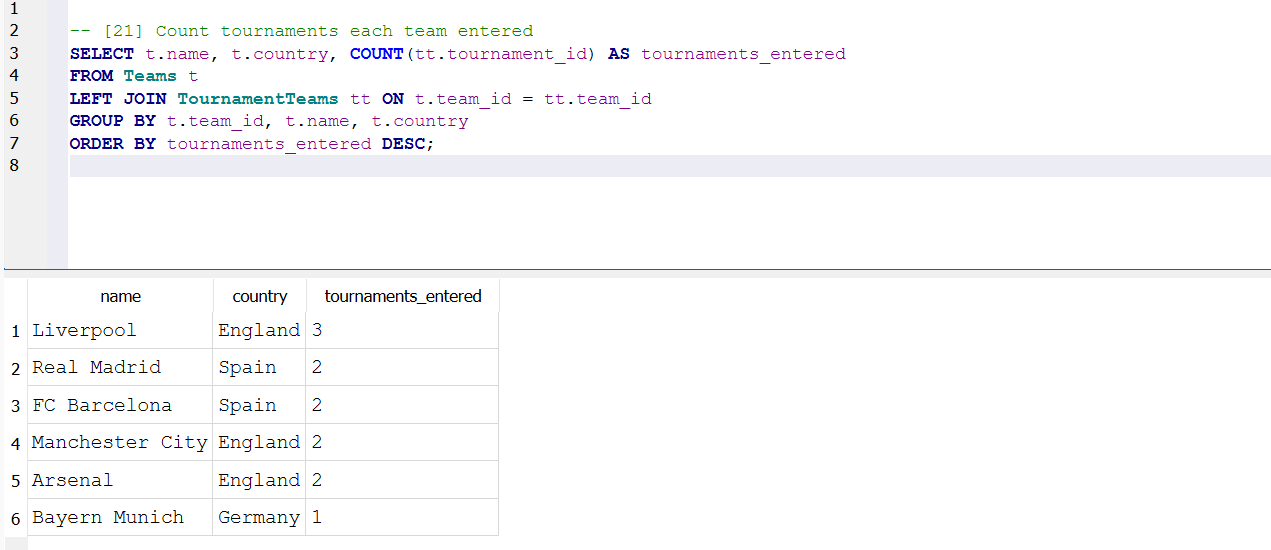 1
2 -- [21] Count tournaments each team entered
3 SELECT t.name, t.country, COUNT(tt.tournament_id) AS tournaments_entered
4 FROM Teams t
5 LEFT JOIN TournamentTeams tt ON t.team_id = tt.team_id
6 GROUP BY t.team_id, t.name, t.country
7 ORDER BY tournaments_entered DESC;
8
name country tournaments_entered
1 Liverpool England 3
2 Real Madrid Spain 2
3 FC Barcelona Spain 2
4 Manchester City England 2
5 Arsenal England 2
6 Bayern Munich Germany 1